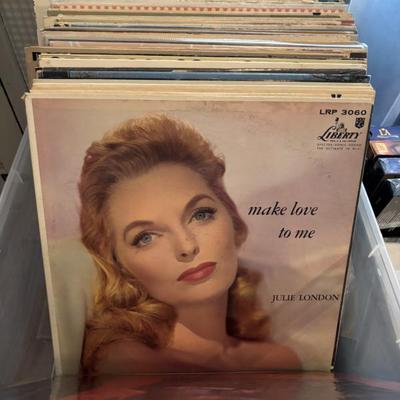 LRP 3060
LIBERTY
make love
to me
JULIE LONDON